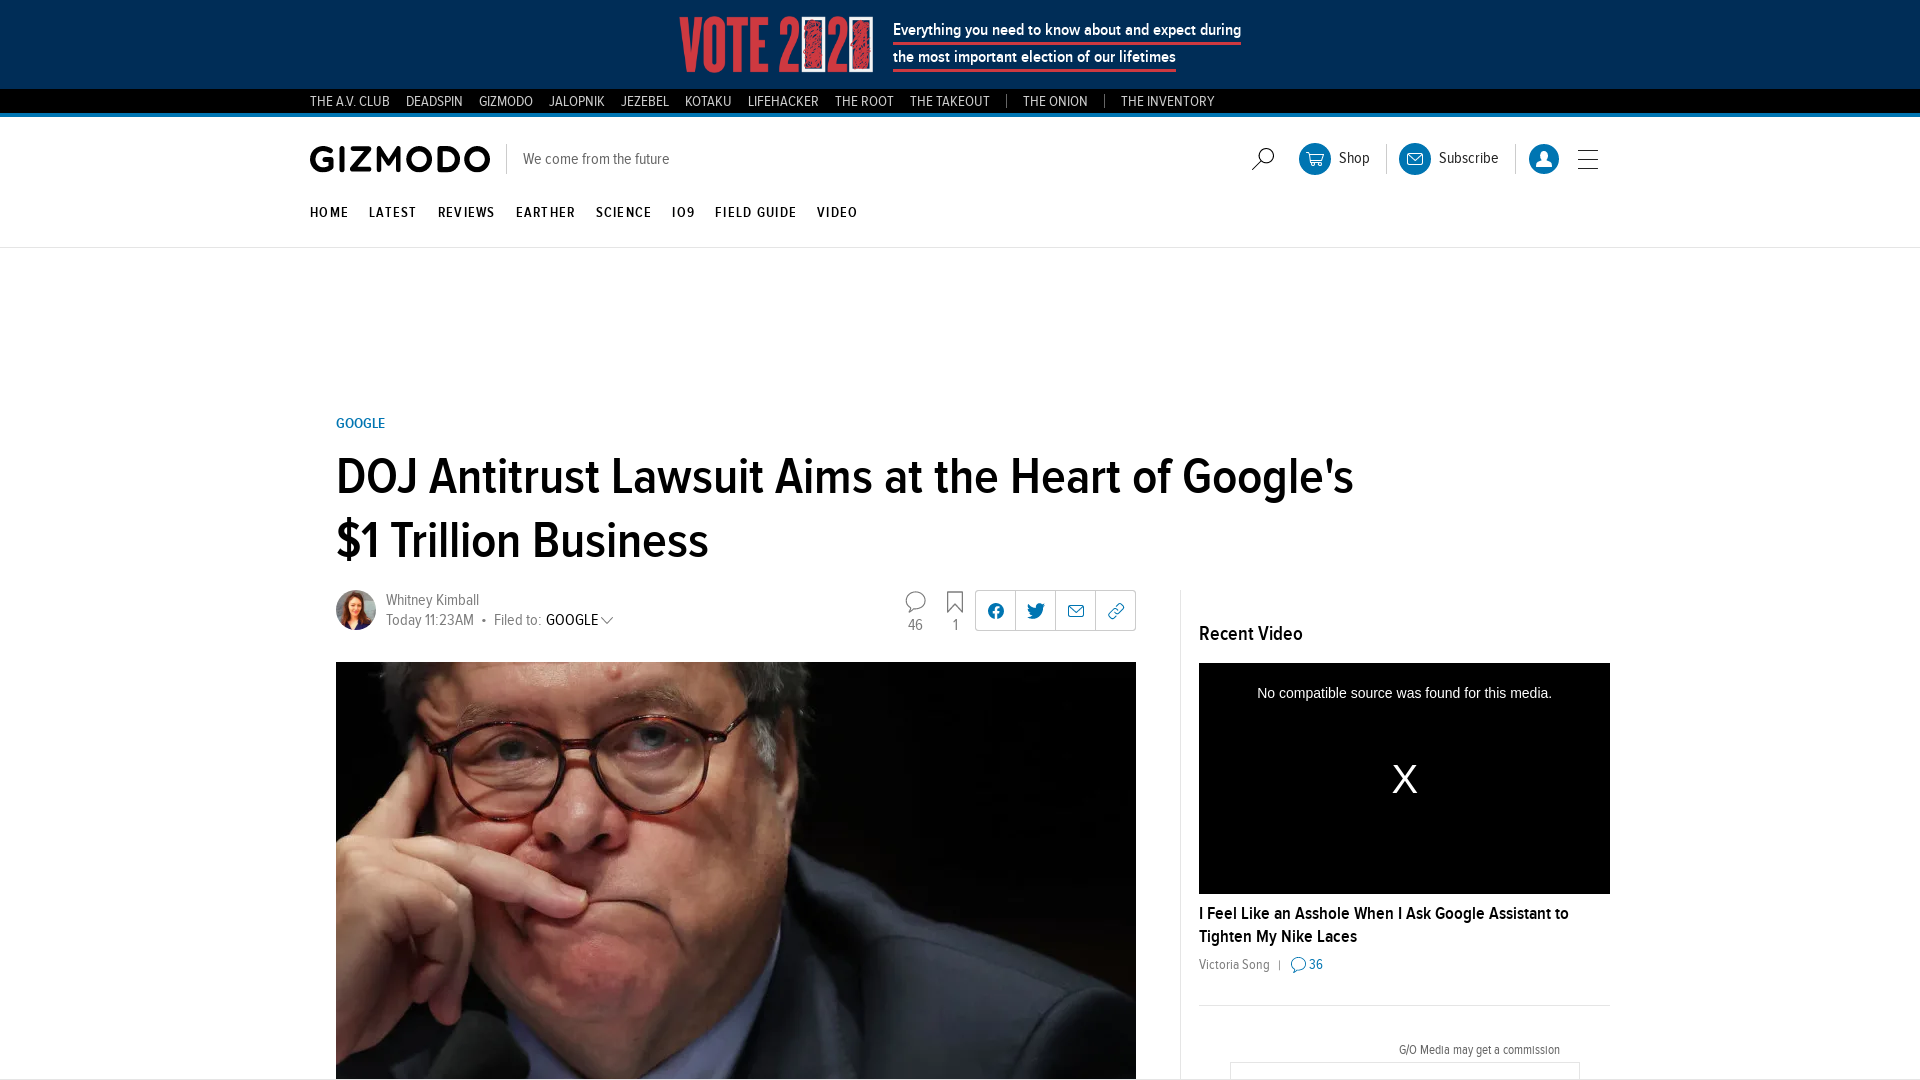 VOTE 2020
Everything you need to know about and expect during
the most important election of our lifetimes
THE A.V. CLUB DEADSPIN GIZMODO JALOPNIK JEZEBEL KOTAKU LIFEHACKER THE ROOT THE TAKEOUT THE ONION THE INVENTORY
GIZMODO We come from the future Shop Subscribe
HOME LATEST REVIEWS EARTHER SCIENCE IO9 FIELD GUIDE VIDEO
GOOGLE
DOJ Antitrust Lawsuit Aims at the Heart of Google's
$1 Trillion Business
Whitney Kimball
Today 11:23AM • Filed to: GOOGLE
46 1
Recent Video
No compatible source was found for this media.
X
I Feel Like an Asshole When I Ask Google Assistant to
Tighten My Nike Laces
Victoria Song 36
G/O Media may get a commission